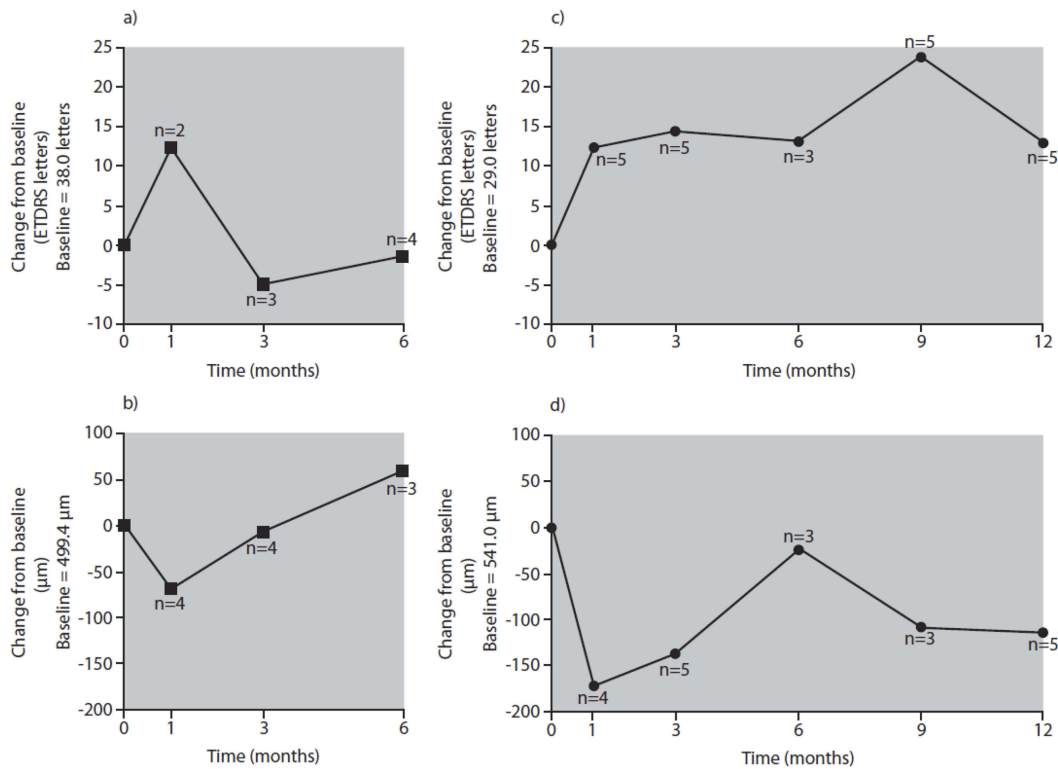 a)
Change from baseline
(ETDRS letters)
Baseline = 38.0 letters
25
20
15
10
5
0
-5
-10
n=2
n=3
n=4
0 1 3 6
Time (months)
c)
Change from baseline
(ETDRS letters)
Baseline = 29.0 letters
25
20
15
10
5
0
-5
-10
n=5
n=5
n=3
n=5
n=5
0 1 3 6 9 12
Time (months)
b)
Change from baseline
(µm)
Baseline = 499.4 µm
100
50
0
-50
-100
-150
-200
n=4
n=4
n=3
0 1 3 6
Time (months)
d)
Change from baseline
(µm)
Baseline = 541.0 µm
100
50
0
-50
-100
-150
-200
n=4
n=5
n=3
n=3
n=5
0 1 3 6 9 12
Time (months)